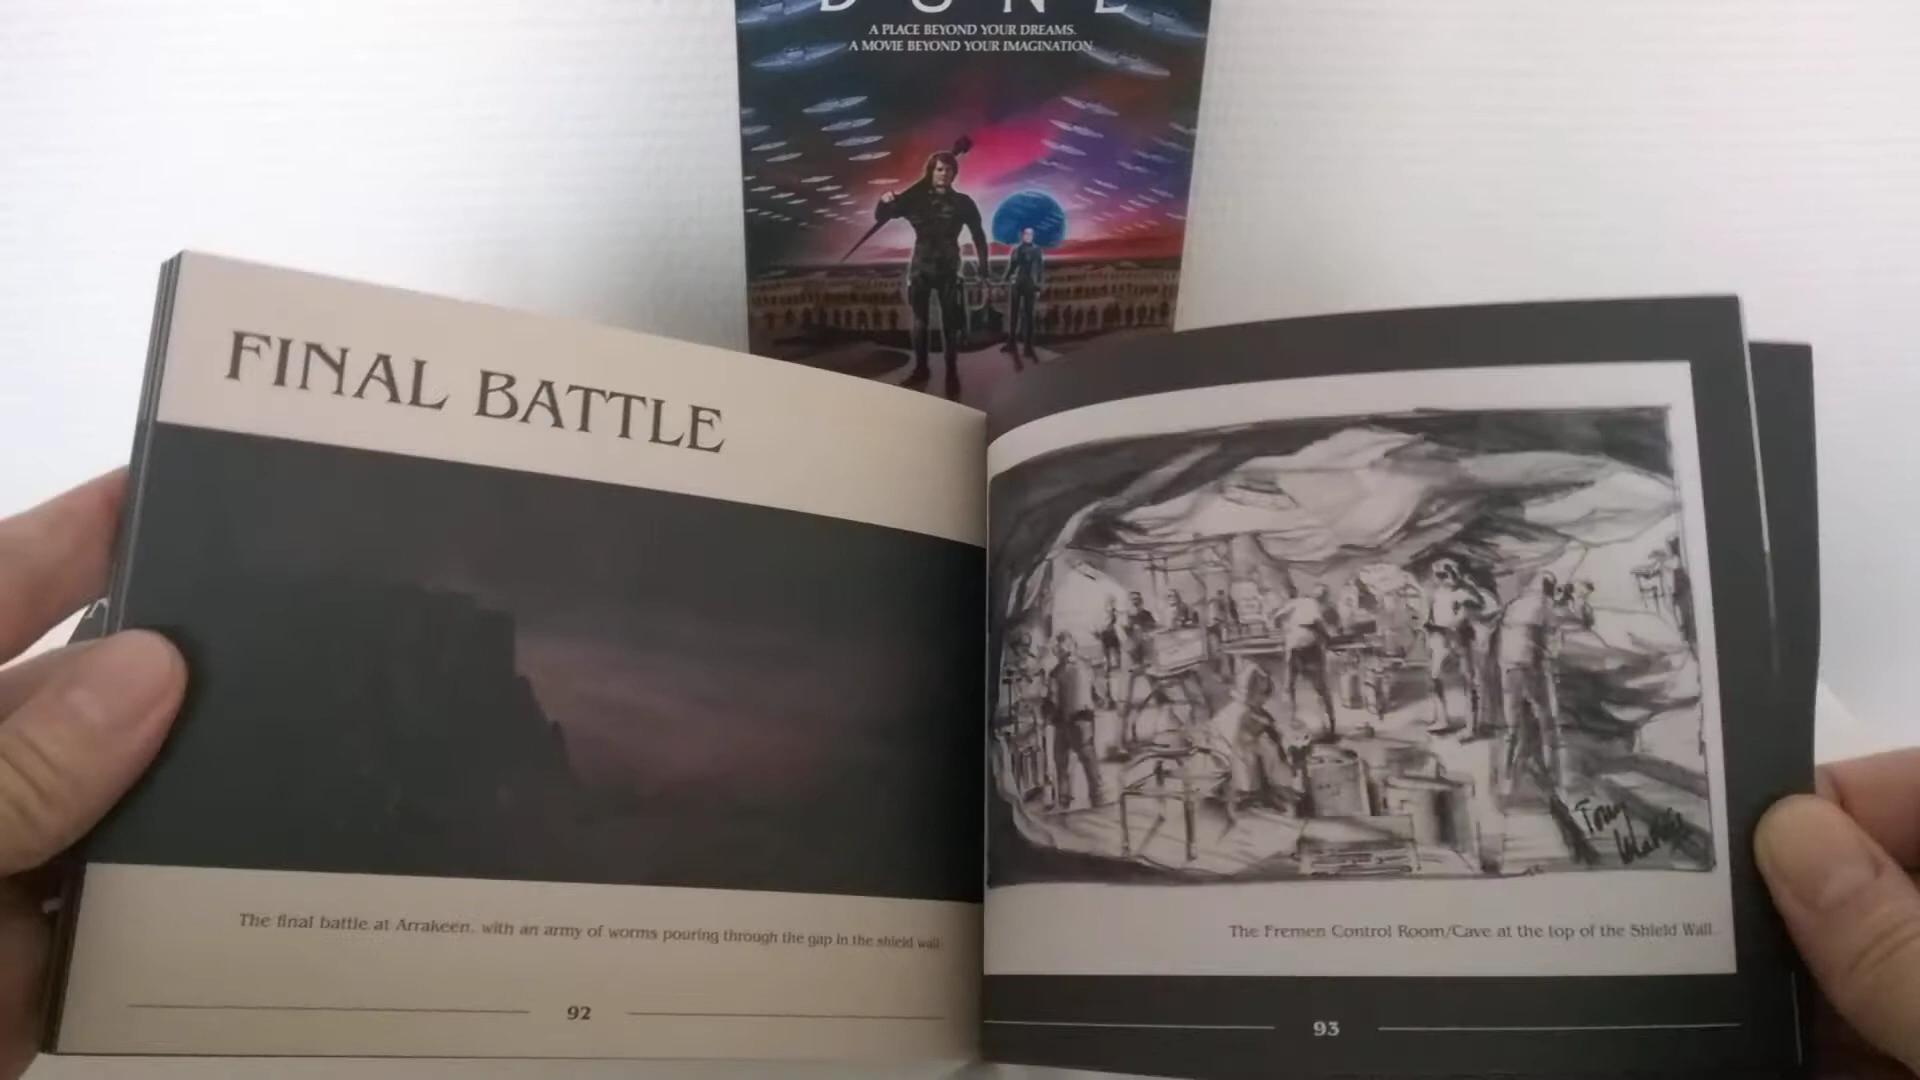 DUNE
A PLACE BEYOND YOUR DREAMS.
A MOVIE BEYOND YOUR IMAGINATION.
FINAL BATTLE
The final battle at Arrakeen, with an army of worms pouring through the gap in the shield wall.
92
Tony
The Fremen Control Room/Cave at the top of the Shield Wall.
93